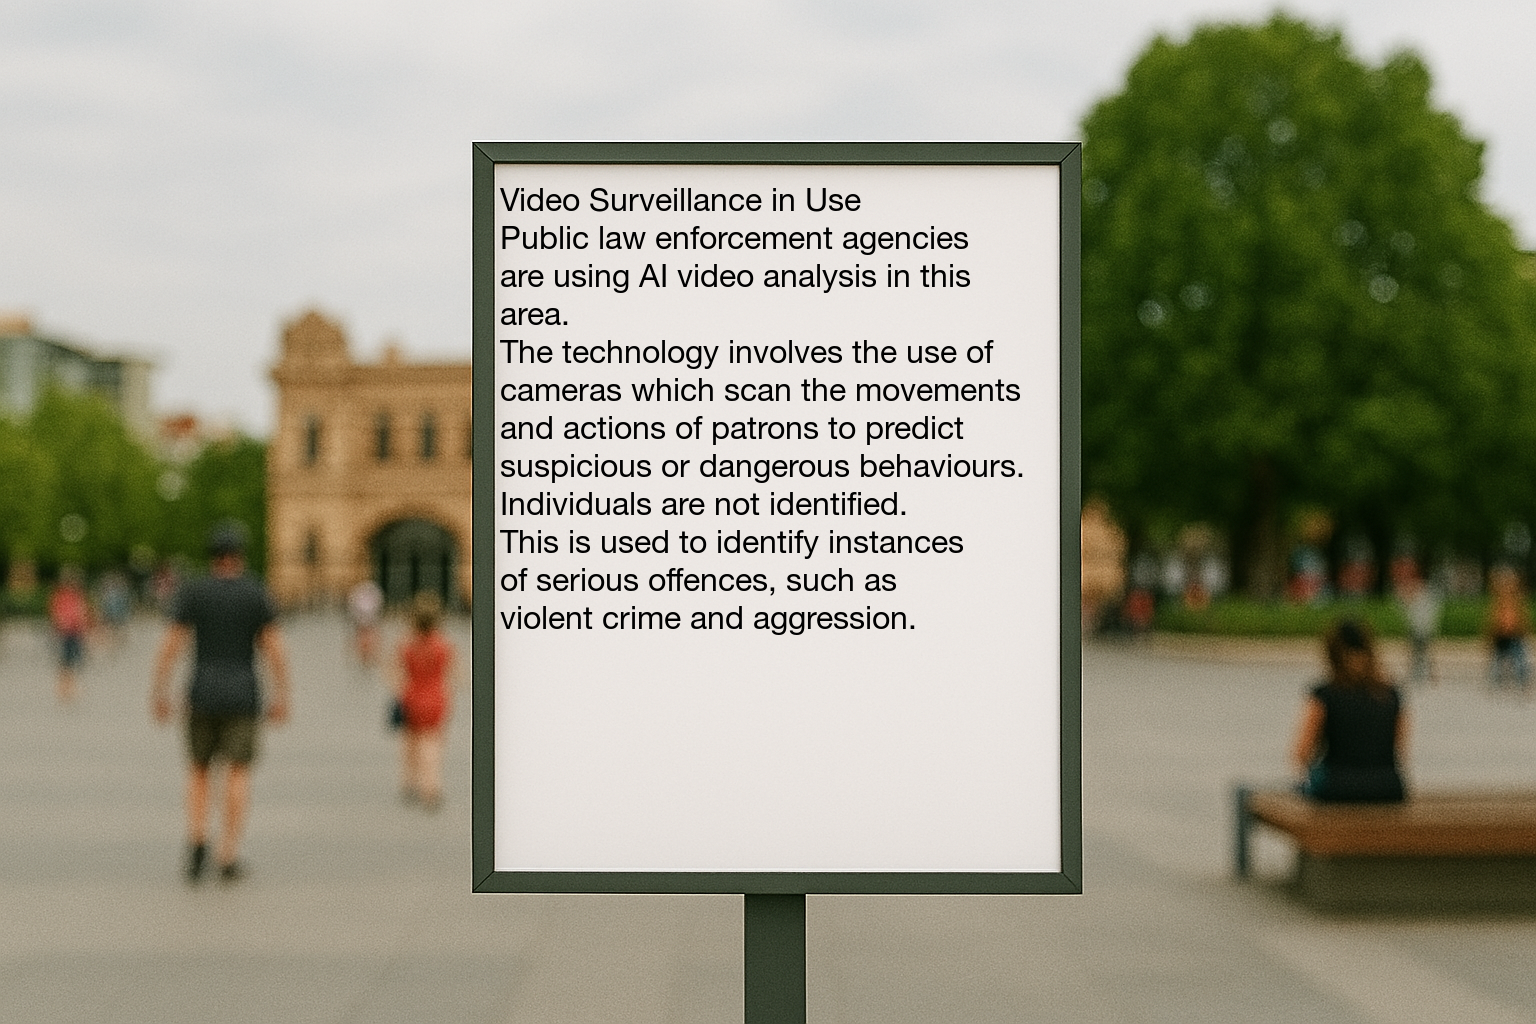 Video Surveillance in Use
Public law enforcement agencies
are using AI video analysis in this
area.
The technology involves the use of
cameras which scan the movements
and actions of patrons to predict
suspicious or dangerous behaviours.
Individuals are not identified.
This is used to identify instances
of serious offences, such as
violent crime and aggression.